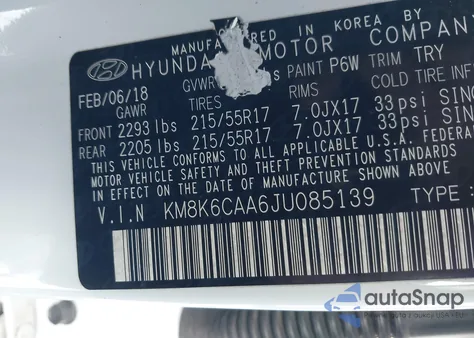 MANUFACTURED IN KOREA BY
HYUNDAI MOTOR COMPANY
FEB/06/18 GVWR PAINT P6W TRIM TRY
GAWR TIRES RIMS COLD TIRE
FRONT 2293 lbs 215/55R17 7.0JX17 33psi SIN
REAR 2205 lbs 215/55R17 7.0JX17 33psi SIN
THIS VEHICLE CONFORMS TO ALL APPLICABLE U.S.A. FEDERAL
MOTOR VEHICLE SAFETY AND THEFT PREVENTION STANDARDS
IN EFFECT ON THE DATE OF MANUFACTURE SHOWN ABOVE.
V.I.N KM8K6CAA6JU085139 TYPE :
autaSnap